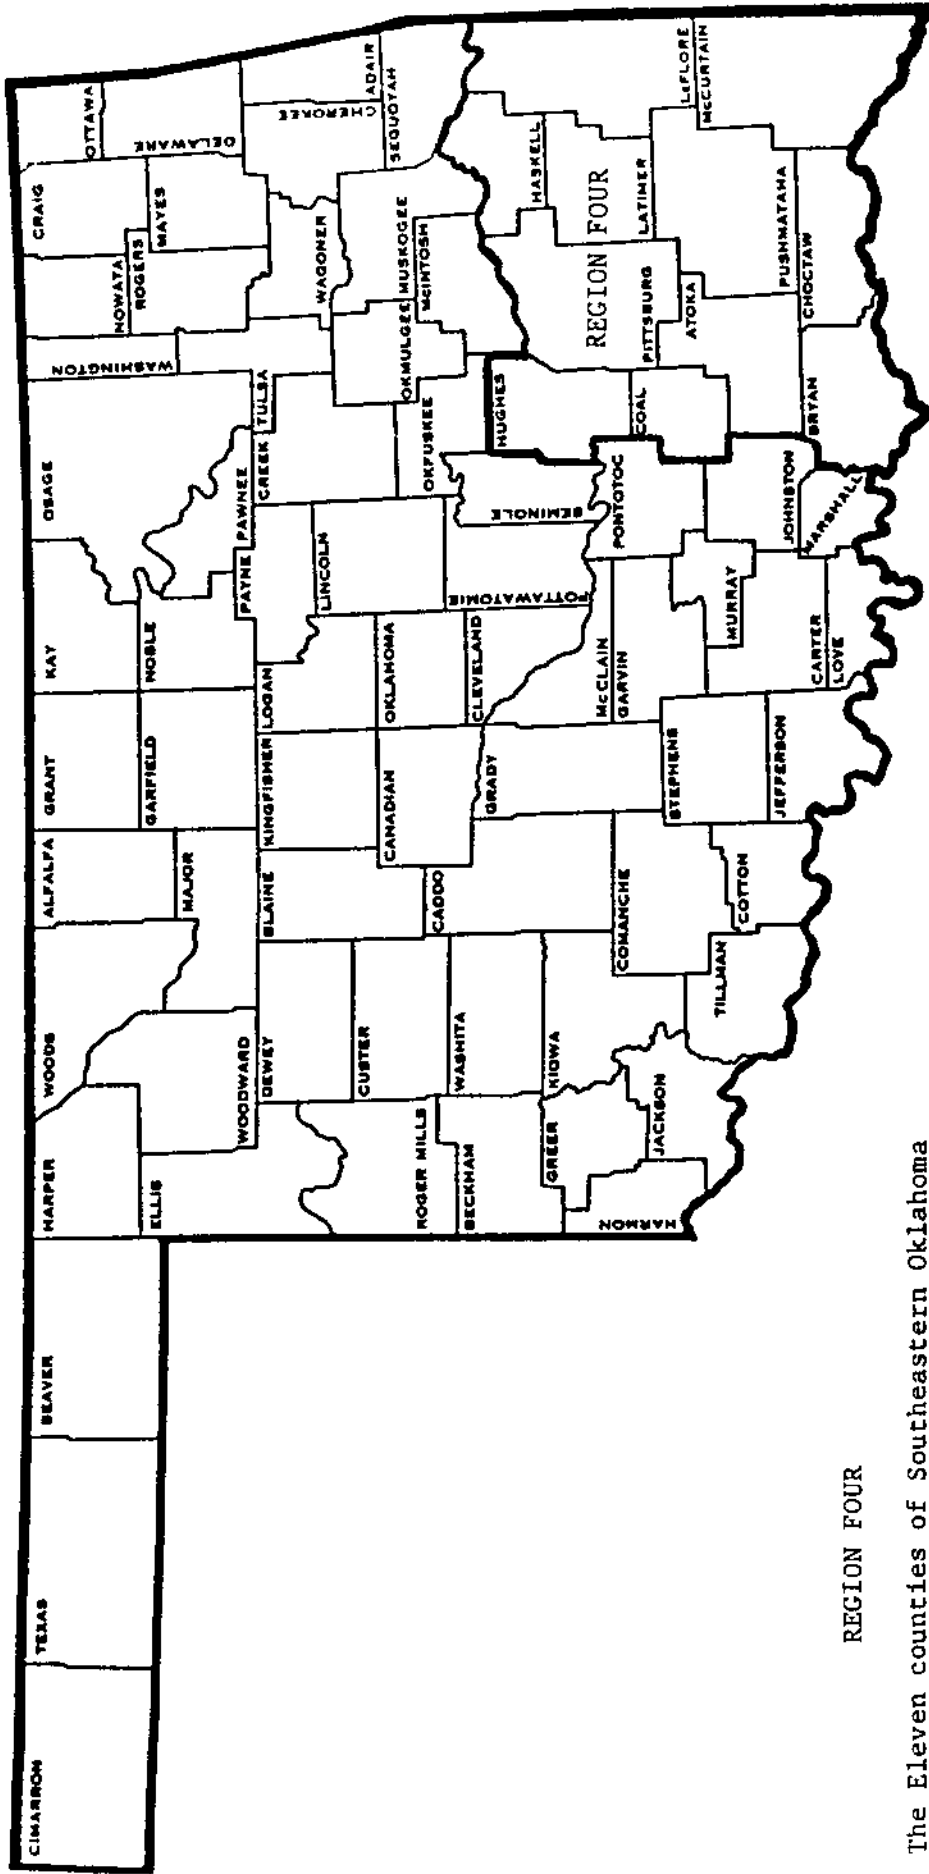 CIMARRON
TEXAS
BEAVER
HARPER
WOODS
ALFALFA
GRANT
KAY
OSAGE
WASHINGTON
NOWATA
CRAIG
OTTAWA
ELLIS
WOODWARD
MAJOR
GARFIELD
NOBLE
PAWNEE
ROGERS
MAYES
DELAWARE
DEWEY
BLAINE
KINGFISHER
LOGAN
PAYNE
CREEK
TULSA
WAGONER
CHEROKEE
ADAIR
ROGER MILLS
CUSTER
CANADIAN
OKLAHOMA
LINCOLN
OKFUSKEE
OKMULGEE
MUSKOGEE
McINTOSH
SEQUOYAH
BECKHAM
WASHITA
CADDO
GRADY
CLEVELAND
POTTAWATOMIE
SEMINOLE
HUGHES
HASKELL
GREER
KIOWA
McCLAIN
GARVIN
PONTOTOC
COAL
PITTSBURG
REGION FOUR
LATIMER
LeFLORE
HARMON
JACKSON
COMANCHE
STEPHENS
MURRAY
JOHNSTON
ATOKA
PUSHMATAHA
McCURTAIN
TILLMAN
COTTON
JEFFERSON
CARTER
LOVE
MARSHALL
BRYAN
CHOCTAW
REGION FOUR
The Eleven counties of Southeastern Oklahoma